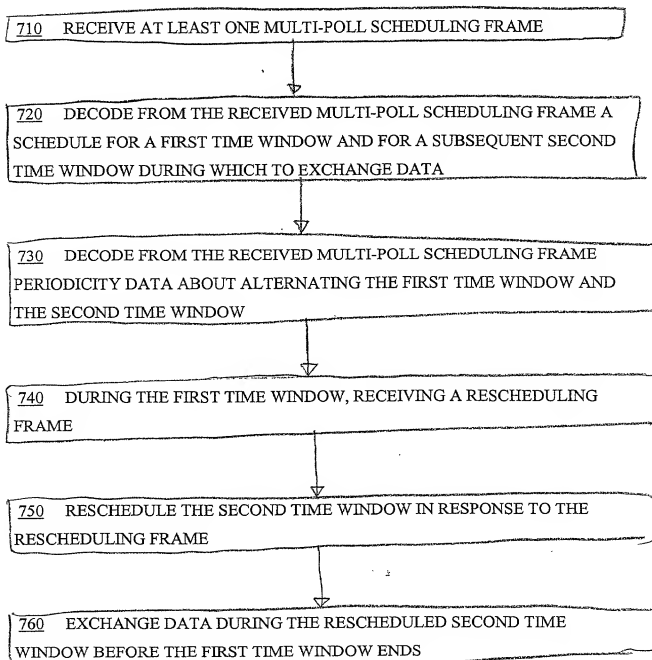 710 RECEIVE AT LEAST ONE MULTI-POLL SCHEDULING FRAME
720 DECODE FROM THE RECEIVED MULTI-POLL SCHEDULING FRAME A
SCHEDULE FOR A FIRST TIME WINDOW AND FOR A SUBSEQUENT SECOND
TIME WINDOW DURING WHICH TO EXCHANGE DATA
730 DECODE FROM THE RECEIVED MULTI-POLL SCHEDULING FRAME
PERIODICITY DATA ABOUT ALTERNATING THE FIRST TIME WINDOW AND
THE SECOND TIME WINDOW
740 DURING THE FIRST TIME WINDOW, RECEIVING A RESCHEDULING
FRAME
750 RESCHEDULE THE SECOND TIME WINDOW IN RESPONSE TO THE
RESCHEDULING FRAME
760 EXCHANGE DATA DURING THE RESCHEDULED SECOND TIME
WINDOW BEFORE THE FIRST TIME WINDOW ENDS